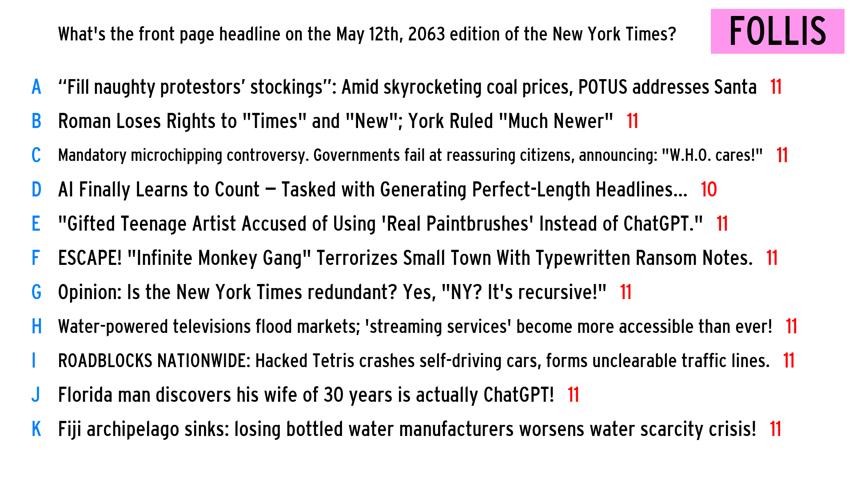 What's the front page headline on the May 12th, 2063 edition of the New York Times?
FOLLIS
A “Fill naughty protestors’ stockings”: Amid skyrocketing coal prices, POTUS addresses Santa 11
B Roman Loses Rights to "Times" and "New"; York Ruled "Much Newer" 11
C Mandatory microchipping controversy. Governments fail at reassuring citizens, announcing: "W.H.O. cares!" 11
D AI Finally Learns to Count – Tasked with Generating Perfect-Length Headlines... 10
E "Gifted Teenage Artist Accused of Using 'Real Paintbrushes' Instead of ChatGPT." 11
F ESCAPE! "Infinite Monkey Gang" Terrorizes Small Town With Typewritten Ransom Notes. 11
G Opinion: Is the New York Times redundant? Yes, "NY? It's recursive!" 11
H Water-powered televisions flood markets; 'streaming services' become more accessible than ever! 11
I ROADBLOCKS NATIONWIDE: Hacked Tetris crashes self-driving cars, forms unclearable traffic lines. 11
J Florida man discovers his wife of 30 years is actually ChatGPT! 11
K Fiji archipelago sinks: losing bottled water manufacturers worsens water scarcity crisis! 11